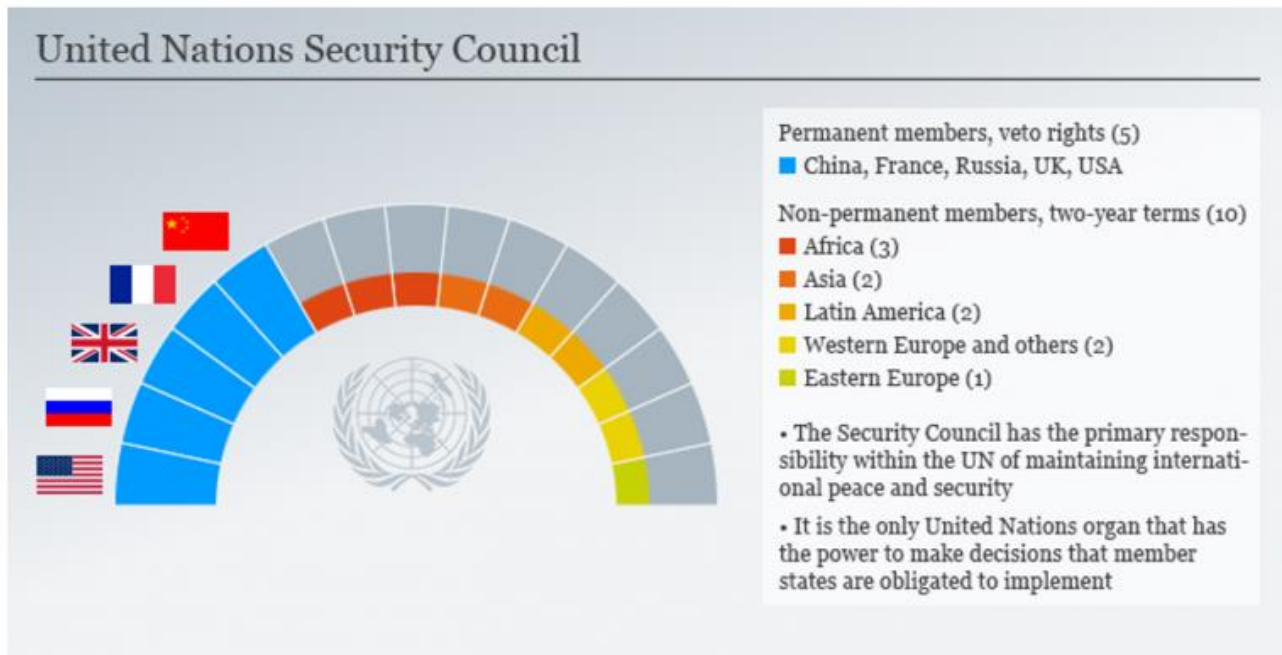 United Nations Security Council
Permanent members, veto rights (5)
China, France, Russia, UK, USA
Non-permanent members, two-year terms (10)
Africa (3)
Asia (2)
Latin America (2)
Western Europe and others (2)
Eastern Europe (1)
• The Security Council has the primary respon-
sibility within the UN of maintaining internati-
onal peace and security
• It is the only United Nations organ that has
the power to make decisions that member
states are obligated to implement